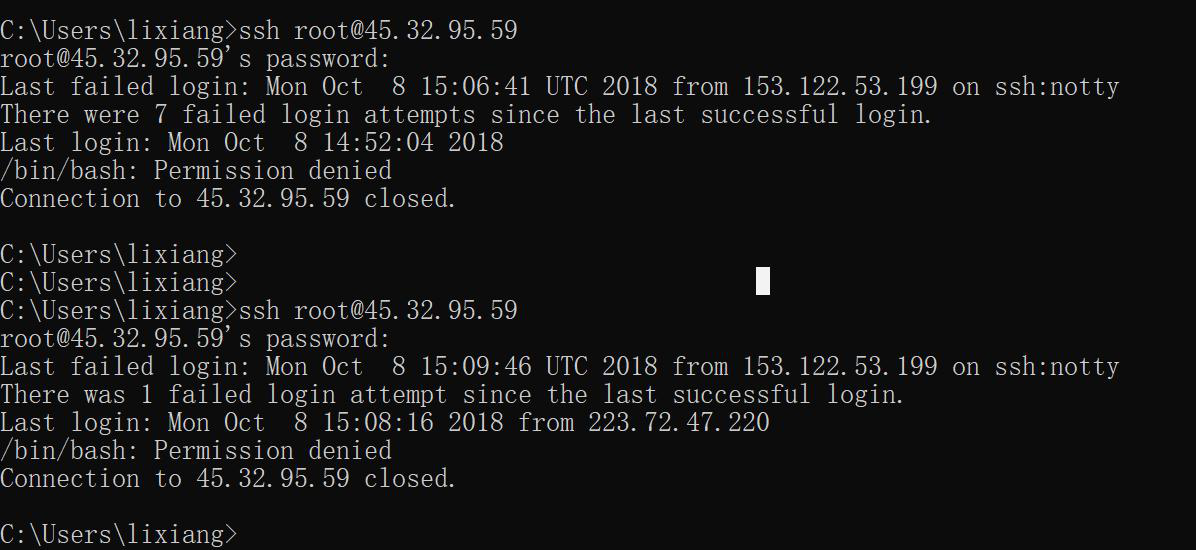 C:\Users\lixiang>ssh root@45.32.95.59
root@45.32.95.59's password:
Last failed login: Mon Oct  8 15:06:41 UTC 2018 from 153.122.53.199 on ssh:notty
There were 7 failed login attempts since the last successful login.
Last login: Mon Oct  8 14:52:04 2018
/bin/bash: Permission denied
Connection to 45.32.95.59 closed.
C:\Users\lixiang>
C:\Users\lixiang>
C:\Users\lixiang>ssh root@45.32.95.59
root@45.32.95.59's password:
Last failed login: Mon Oct  8 15:09:46 UTC 2018 from 153.122.53.199 on ssh:notty
There was 1 failed login attempt since the last successful login.
Last login: Mon Oct  8 15:08:16 2018 from 223.72.47.220
/bin/bash: Permission denied
Connection to 45.32.95.59 closed.
C:\Users\lixiang>